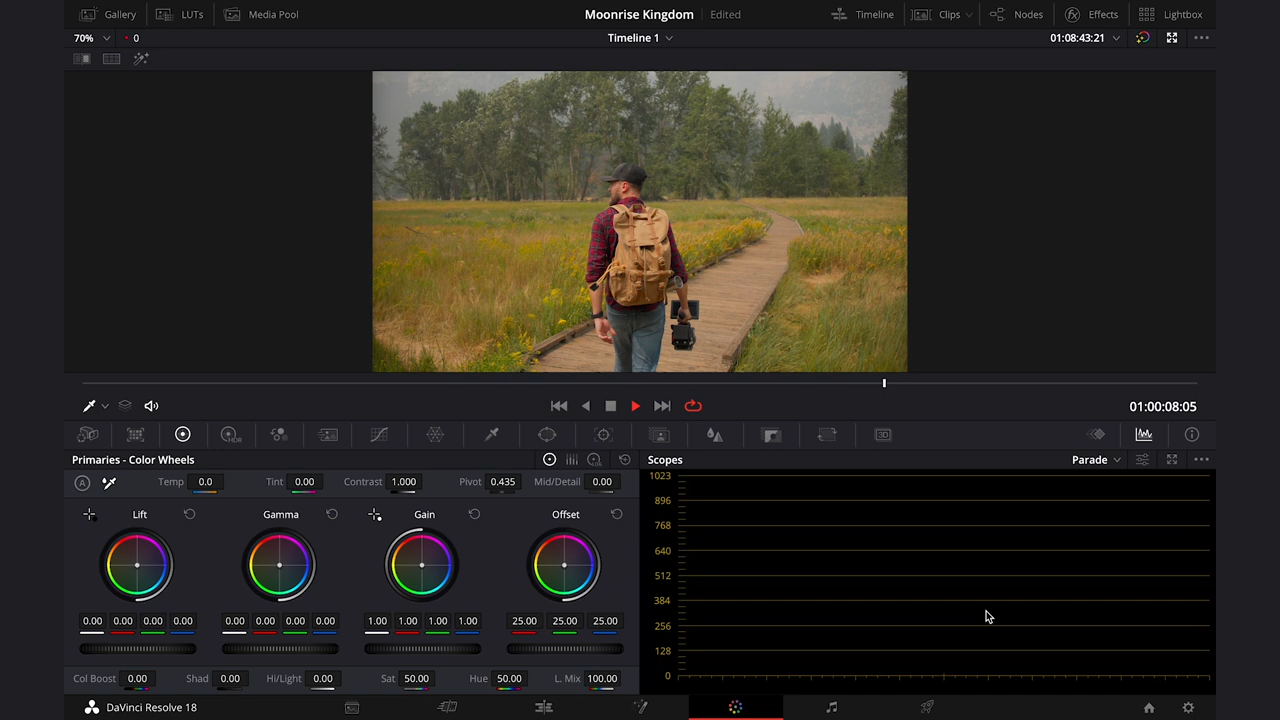 Gallery LUTs Media Pool Moonrise Kingdom Edited Timeline Clips Nodes Effects Lightbox
70% 0 Timeline 1 01:08:43:21
01:00:08:05
HDR 3D
Primaries - Color Wheels Scopes Parade
A Temp 0.0 Tint 0.00 Contrast 1.000 Pivot 0.435 Mid/Detail 0.00
Lift Gamma Gain Offset
0.00 0.00 0.00 0.00 0.00 0.00 0.00 0.00 1.00 1.00 1.00 1.00 25.00 25.00 25.00
Col Boost 0.00 Shad 0.00 Hi/Light 0.00 Sat 50.00 Hue 50.00 L. Mix 100.00
1023
896
768
640
512
384
256
128
0
DaVinci Resolve 18